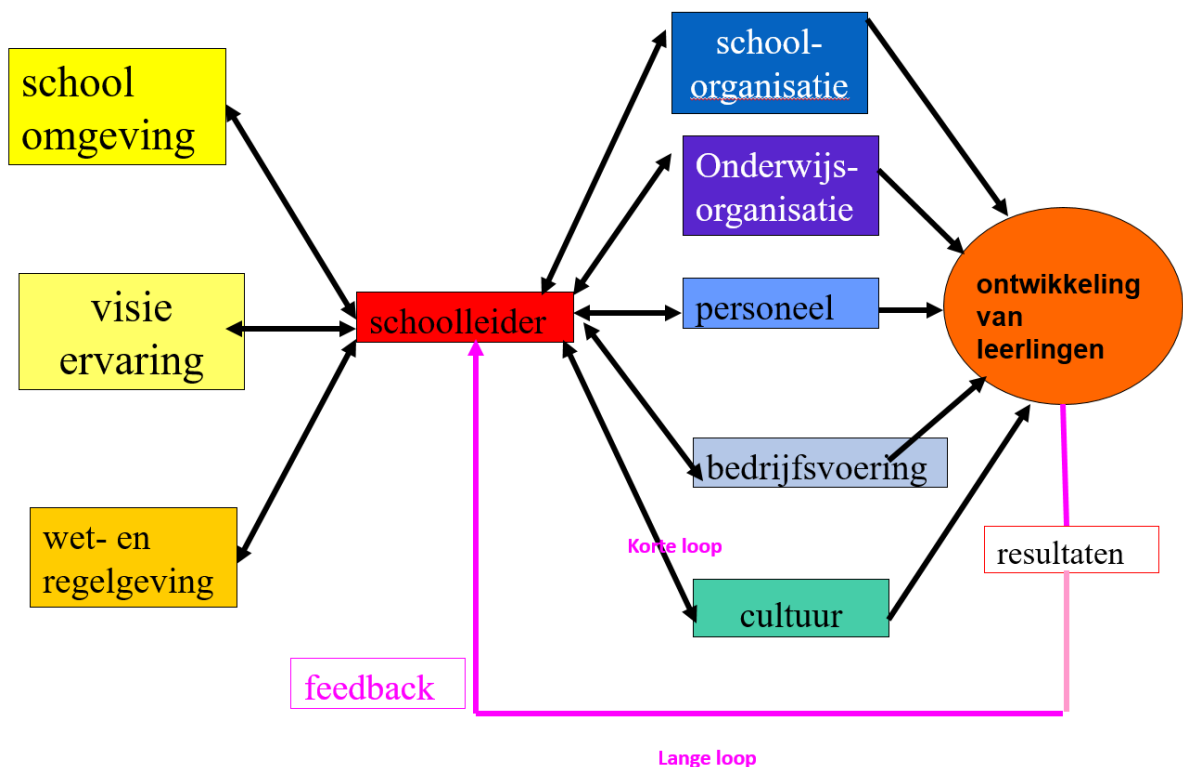 school
omgeving
visie
ervaring
wet- en
regelgeving
schoolleider
school-
organisatie
Onderwijs-
organisatie
personeel
bedrijfsvoering
cultuur
ontwikkeling
van
leerlingen
resultaten
Korte loop
feedback
Lange loop